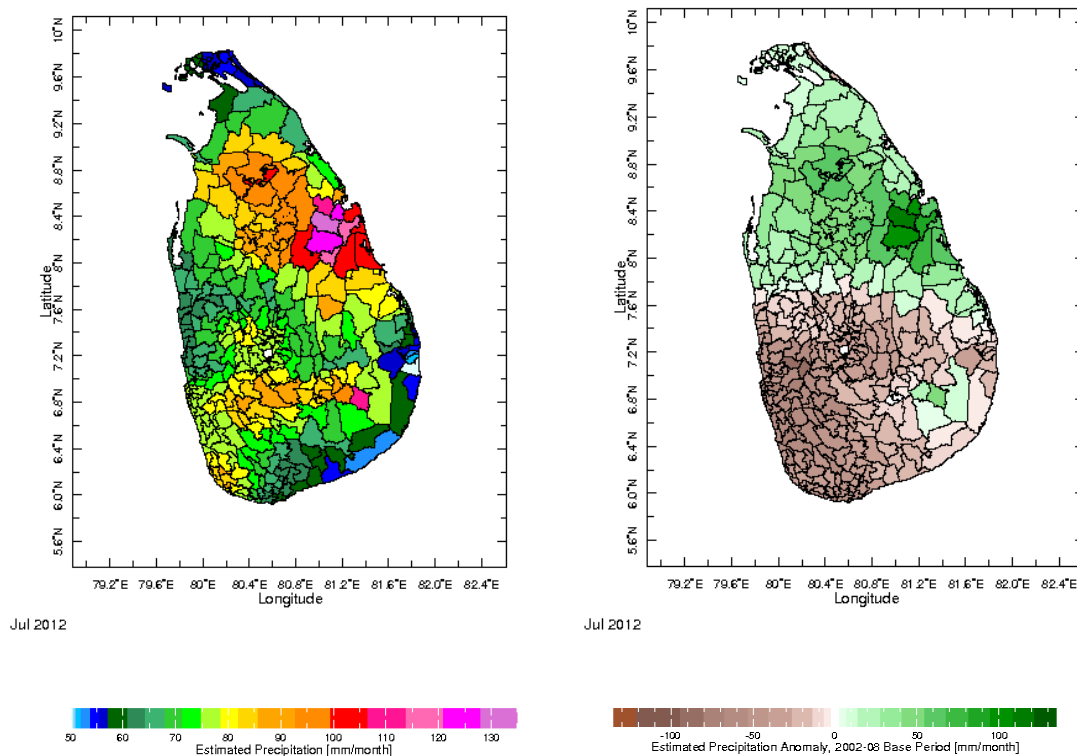 10°N
9.6°N
9.2°N
8.8°N
8.4°N
8°N
7.6°N
7.2°N
6.8°N
6.4°N
6.0°N
5.6°N
Latitude
79.2°E 79.6°E 80°E 80.4°E 80.8°E 81.2°E 81.6°E 82.0°E 82.4°E
Longitude
Jul 2012
50 60 70 80 90 100 110 120 130
Estimated Precipitation [mm/month]
10°N
9.6°N
9.2°N
8.8°N
8.4°N
8°N
7.6°N
7.2°N
6.8°N
6.4°N
6.0°N
5.6°N
Latitude
79.2°E 79.6°E 80°E 80.4°E 80.8°E 81.2°E 81.6°E 82.0°E 82.4°E
Longitude
Jul 2012
-100 -50 0 50 100
Estimated Precipitation Anomaly, 2002-08 Base Period [mm/month]